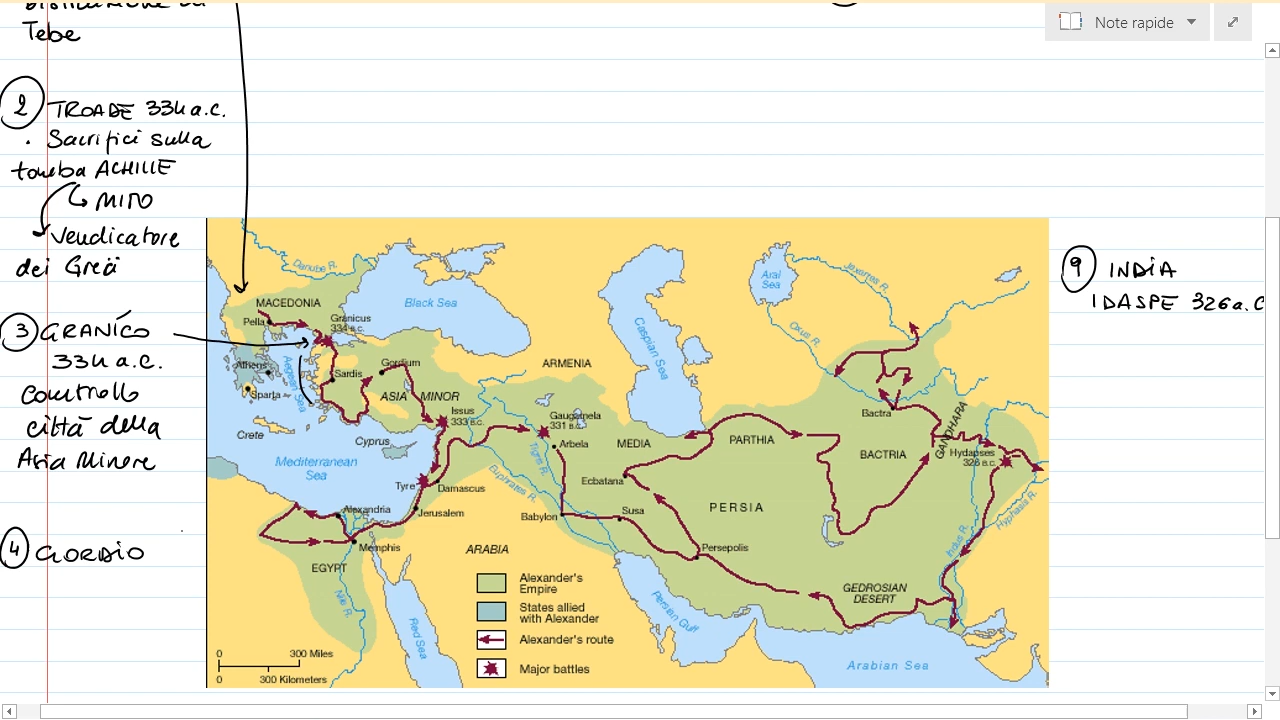 Tebe
Note rapide
2 TROADE 334 a.C.
. Sacrifici sulla
tomba ACHILLE
MITO
Vendicatore
dei Greci
3 GRANICO
334 a.C.
controllo
città della
Asia Minore
4 GORDIO
9 INDIA
IDASPE 326 a.C
Danube R.
MACEDONIA
Black Sea
Pella
Granicus
334 B.C.
Athens
Sparta
Aegean Sea
Sardis
Gordium
ASIA MINOR
ARMENIA
Caspian Sea
Aral
Sea
Jaxartes R.
Oxus R.
Crete
Cyprus
Issus
333 B.C.
Gaugamela
331 B.C.
Arbela
MEDIA
PARTHIA
Bactra
BACTRIA
GANDHARA
Hydapses
326 B.C.
Mediterranean
Sea
Tyre
Damascus
Jerusalem
Tigris R.
Euphrates R.
Ecbatana
Babylon
Susa
PERSIA
Persepolis
Indus R.
Hyphasis R.
Alexandria
Memphis
EGYPT
Nile R.
ARABIA
Red Sea
Persian Gulf
GEDROSIAN
DESERT
Arabian Sea
Alexander's
Empire
States allied
with Alexander
Alexander's route
Major battles
0 300 Miles
0 300 Kilometers